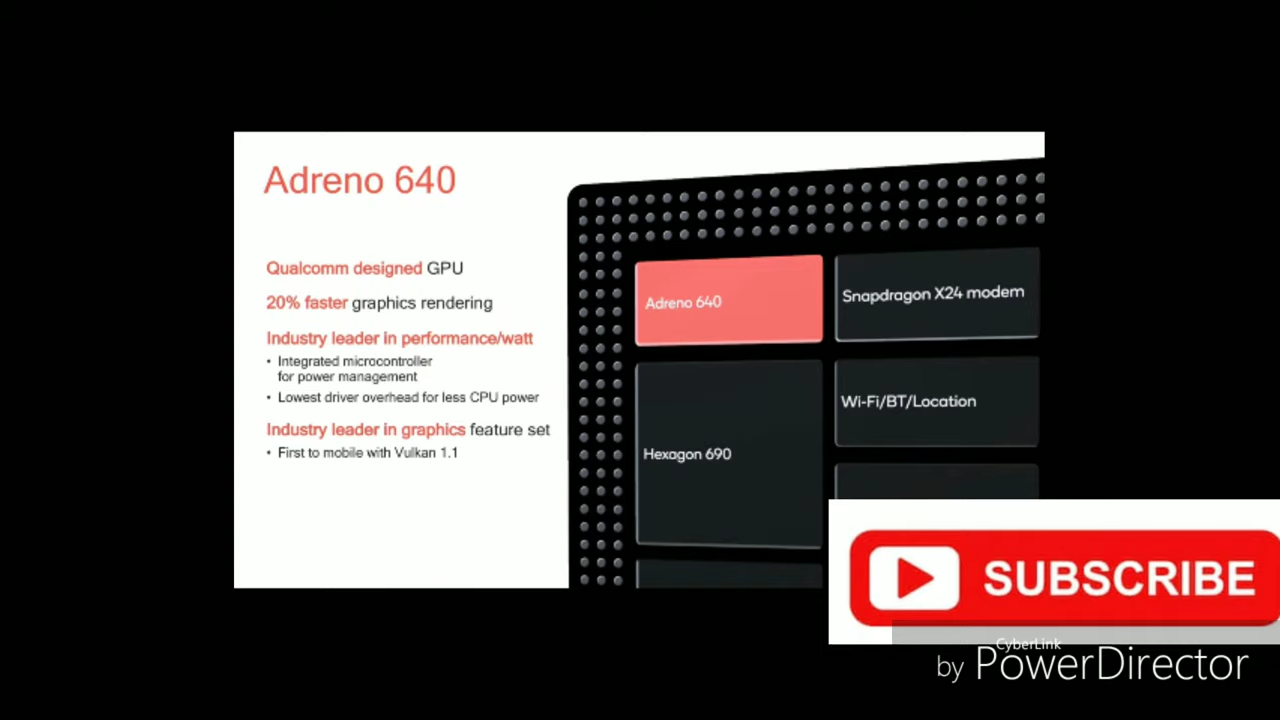 Adreno 640
Qualcomm designed GPU
20% faster graphics rendering
Industry leader in performance/watt
• Integrated microcontroller
for power management
• Lowest driver overhead for less CPU power
Industry leader in graphics feature set
• First to mobile with Vulkan 1.1
Adreno 640
Snapdragon X24 modem
Wi-Fi/BT/Location
Hexagon 690
SUBSCRIBE
CyberLink
by PowerDirector